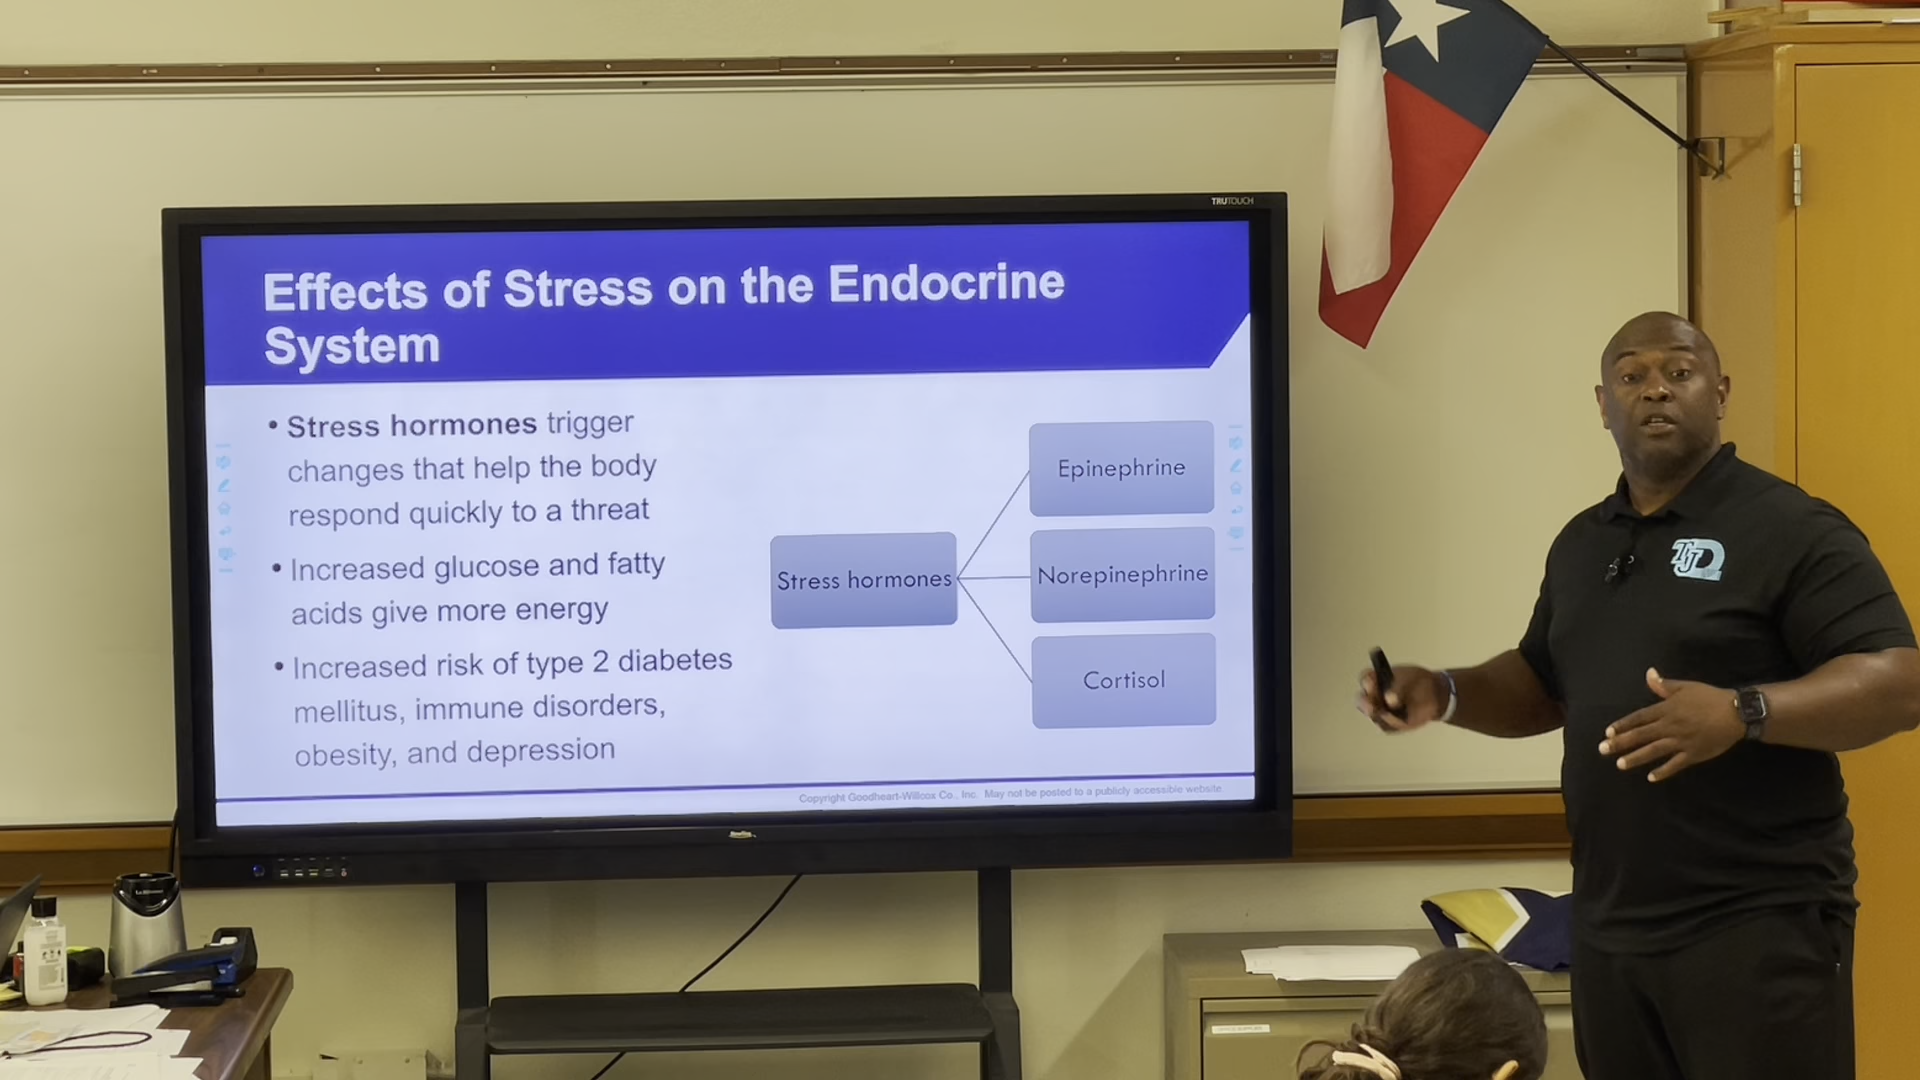 TRUTOUCH
Effects of Stress on the Endocrine
System
• Stress hormones trigger
changes that help the body
respond quickly to a threat
• Increased glucose and fatty
acids give more energy
• Increased risk of type 2 diabetes
mellitus, immune disorders,
obesity, and depression
Stress hormones
Epinephrine
Norepinephrine
Cortisol
Copyright Goodheart-Willcox Co., Inc. May not be posted to a publicly accessible website.